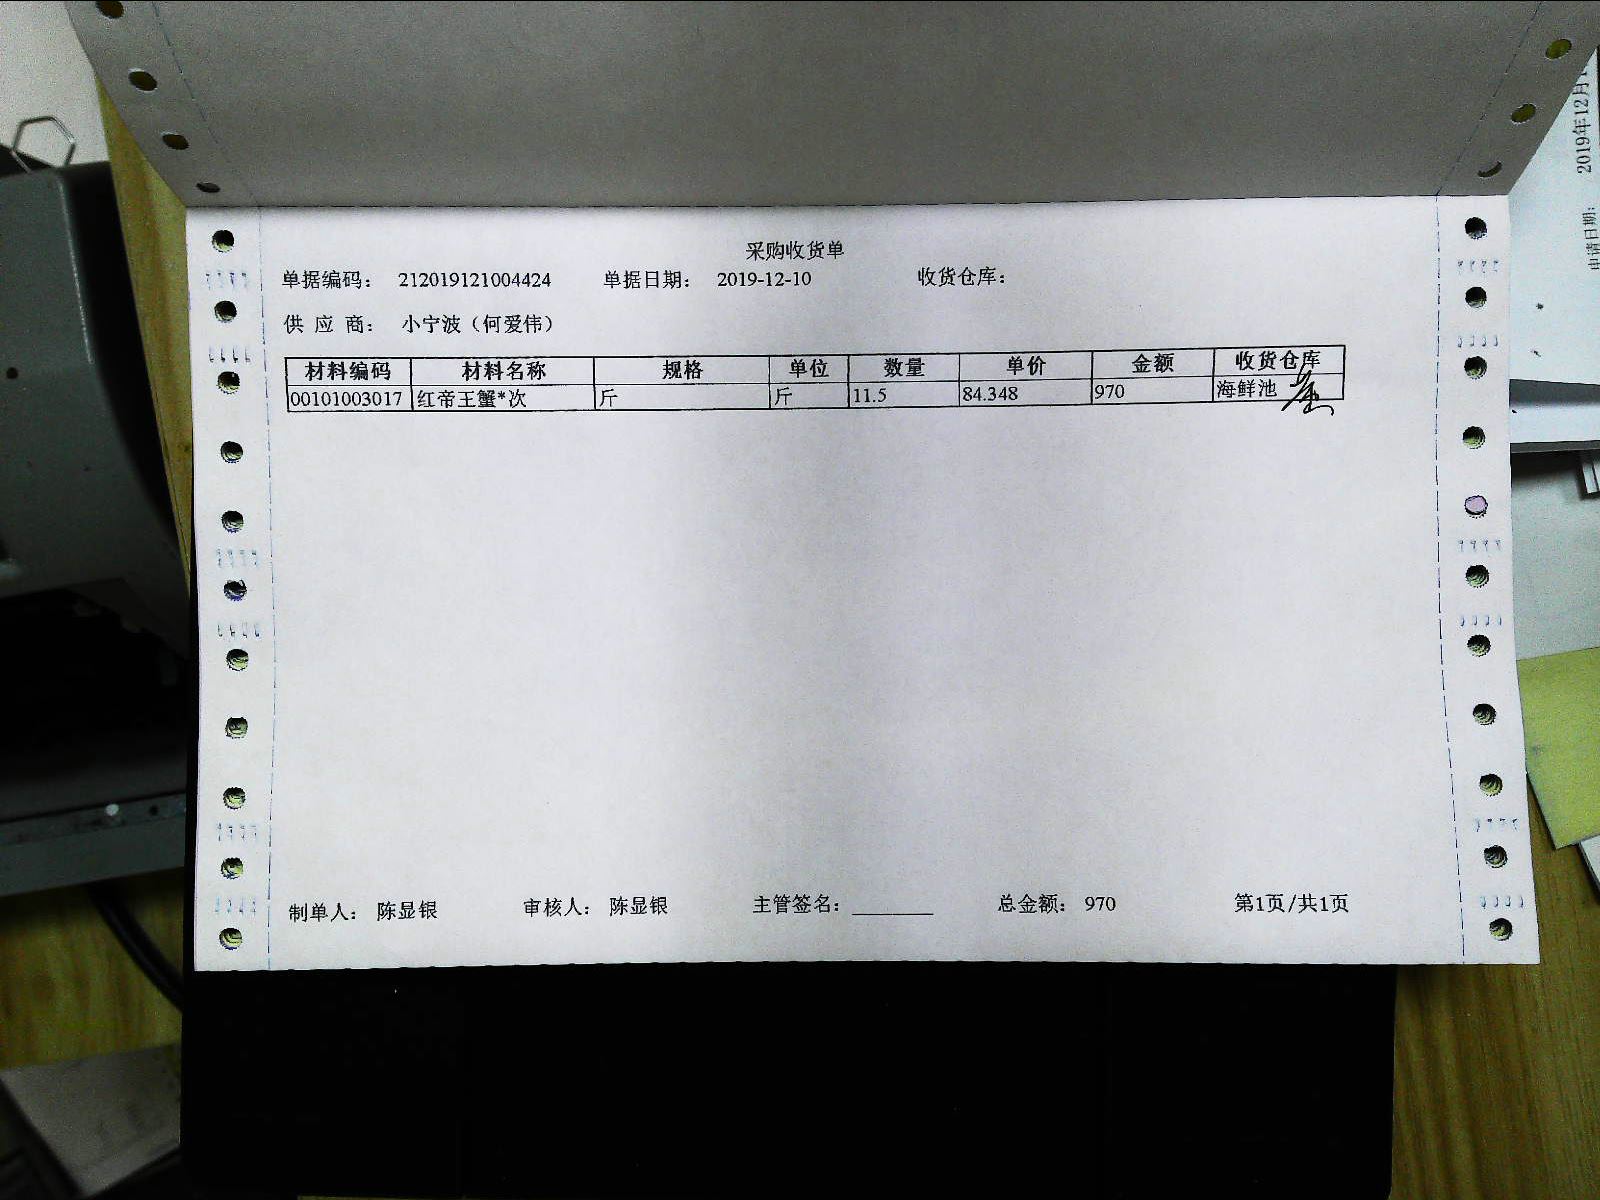 采购收货单
单据编码： 212019121004424 单据日期： 2019-12-10 收货仓库：
供 应 商： 小宁波（何爱伟）
材料编码 材料名称 规格 单位 数量 单价 金额 收货仓库
00101003017 红帝王蟹*次 斤 斤 11.5 84.348 970 海鲜池
制单人： 陈显银 审核人： 陈显银 主管签名： 总金额： 970 第1页/共1页
申请日期： 2019年12月1